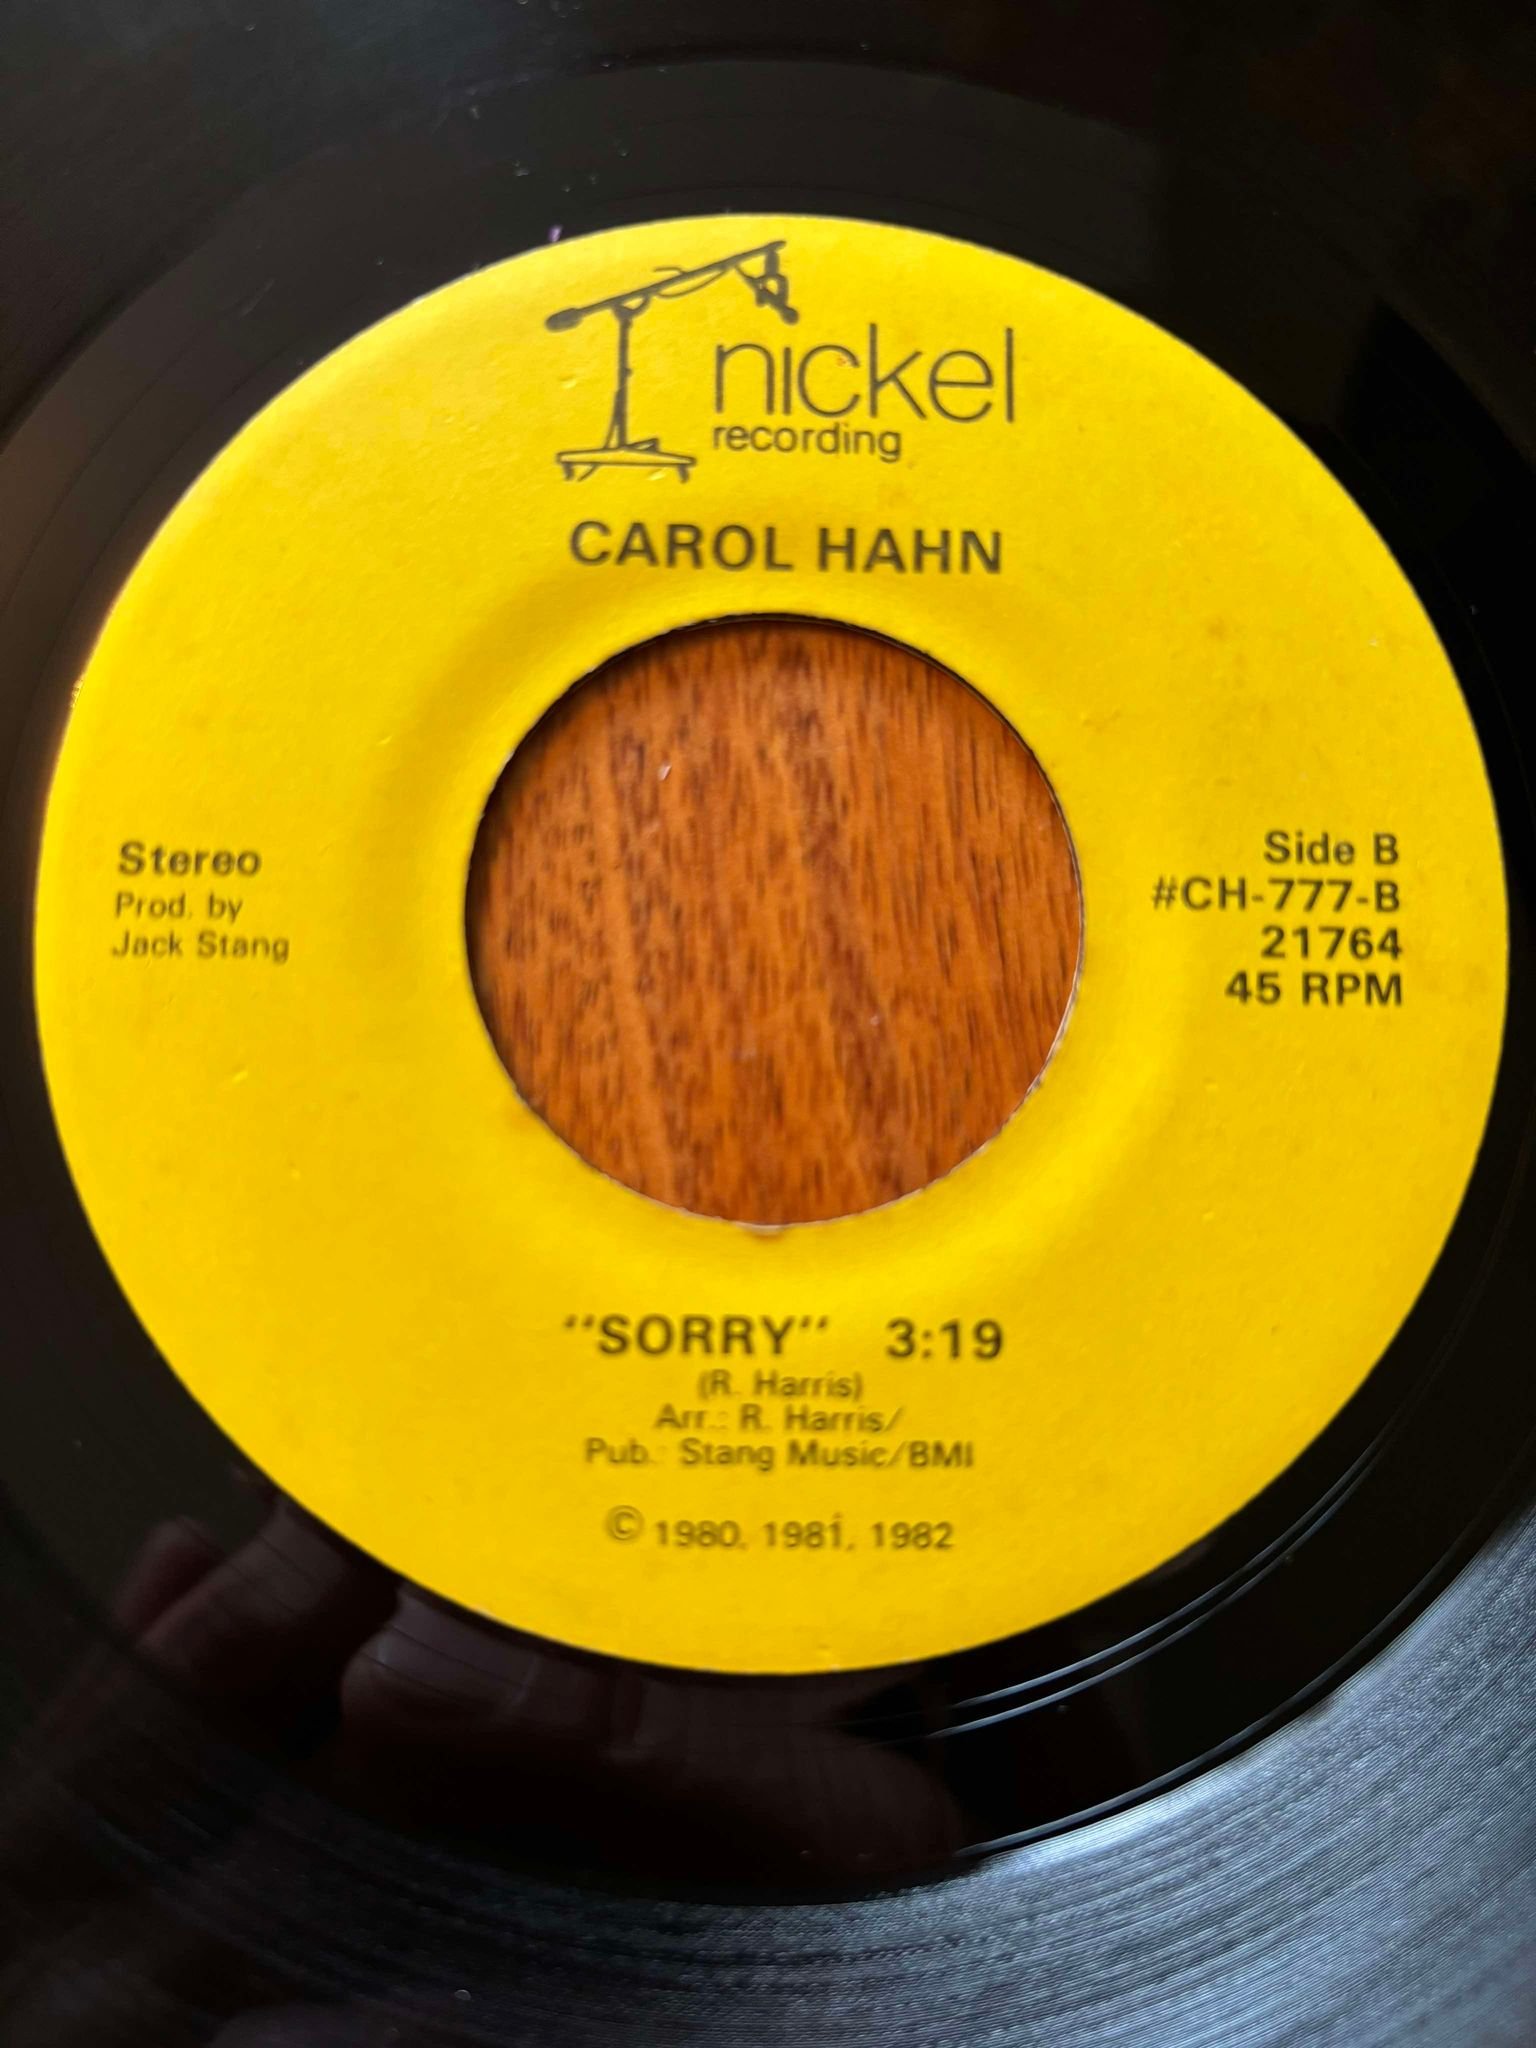 nickel
recording
CAROL HAHN
Stereo
Prod. by
Jack Stang
Side B
#CH-777-B
21764
45 RPM
"SORRY" 3:19
(R. Harris)
Arr.: R. Harris/
Pub.: Stang Music/BMI
© 1980, 1981, 1982